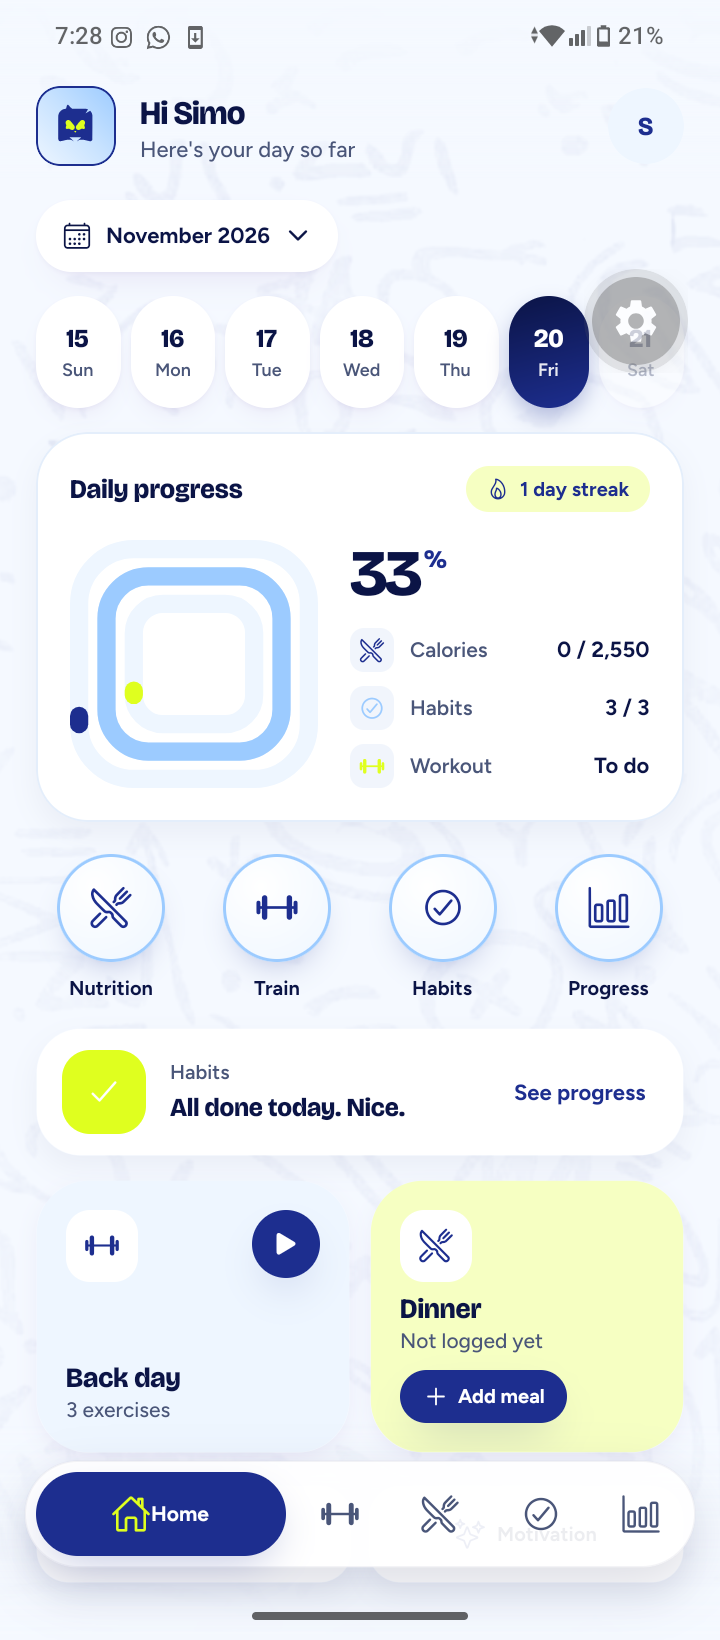 7:28
21%
Hi Simo
Here's your day so far
S
November 2026
15
Sun
16
Mon
17
Tue
18
Wed
19
Thu
20
Fri
21
Sat
Daily progress
1 day streak
33%
Calories
0 / 2,550
Habits
3 / 3
Workout
To do
Nutrition
Train
Habits
Progress
Habits
All done today. Nice.
See progress
Back day
3 exercises
Dinner
Not logged yet
Add meal
Home
Motivation